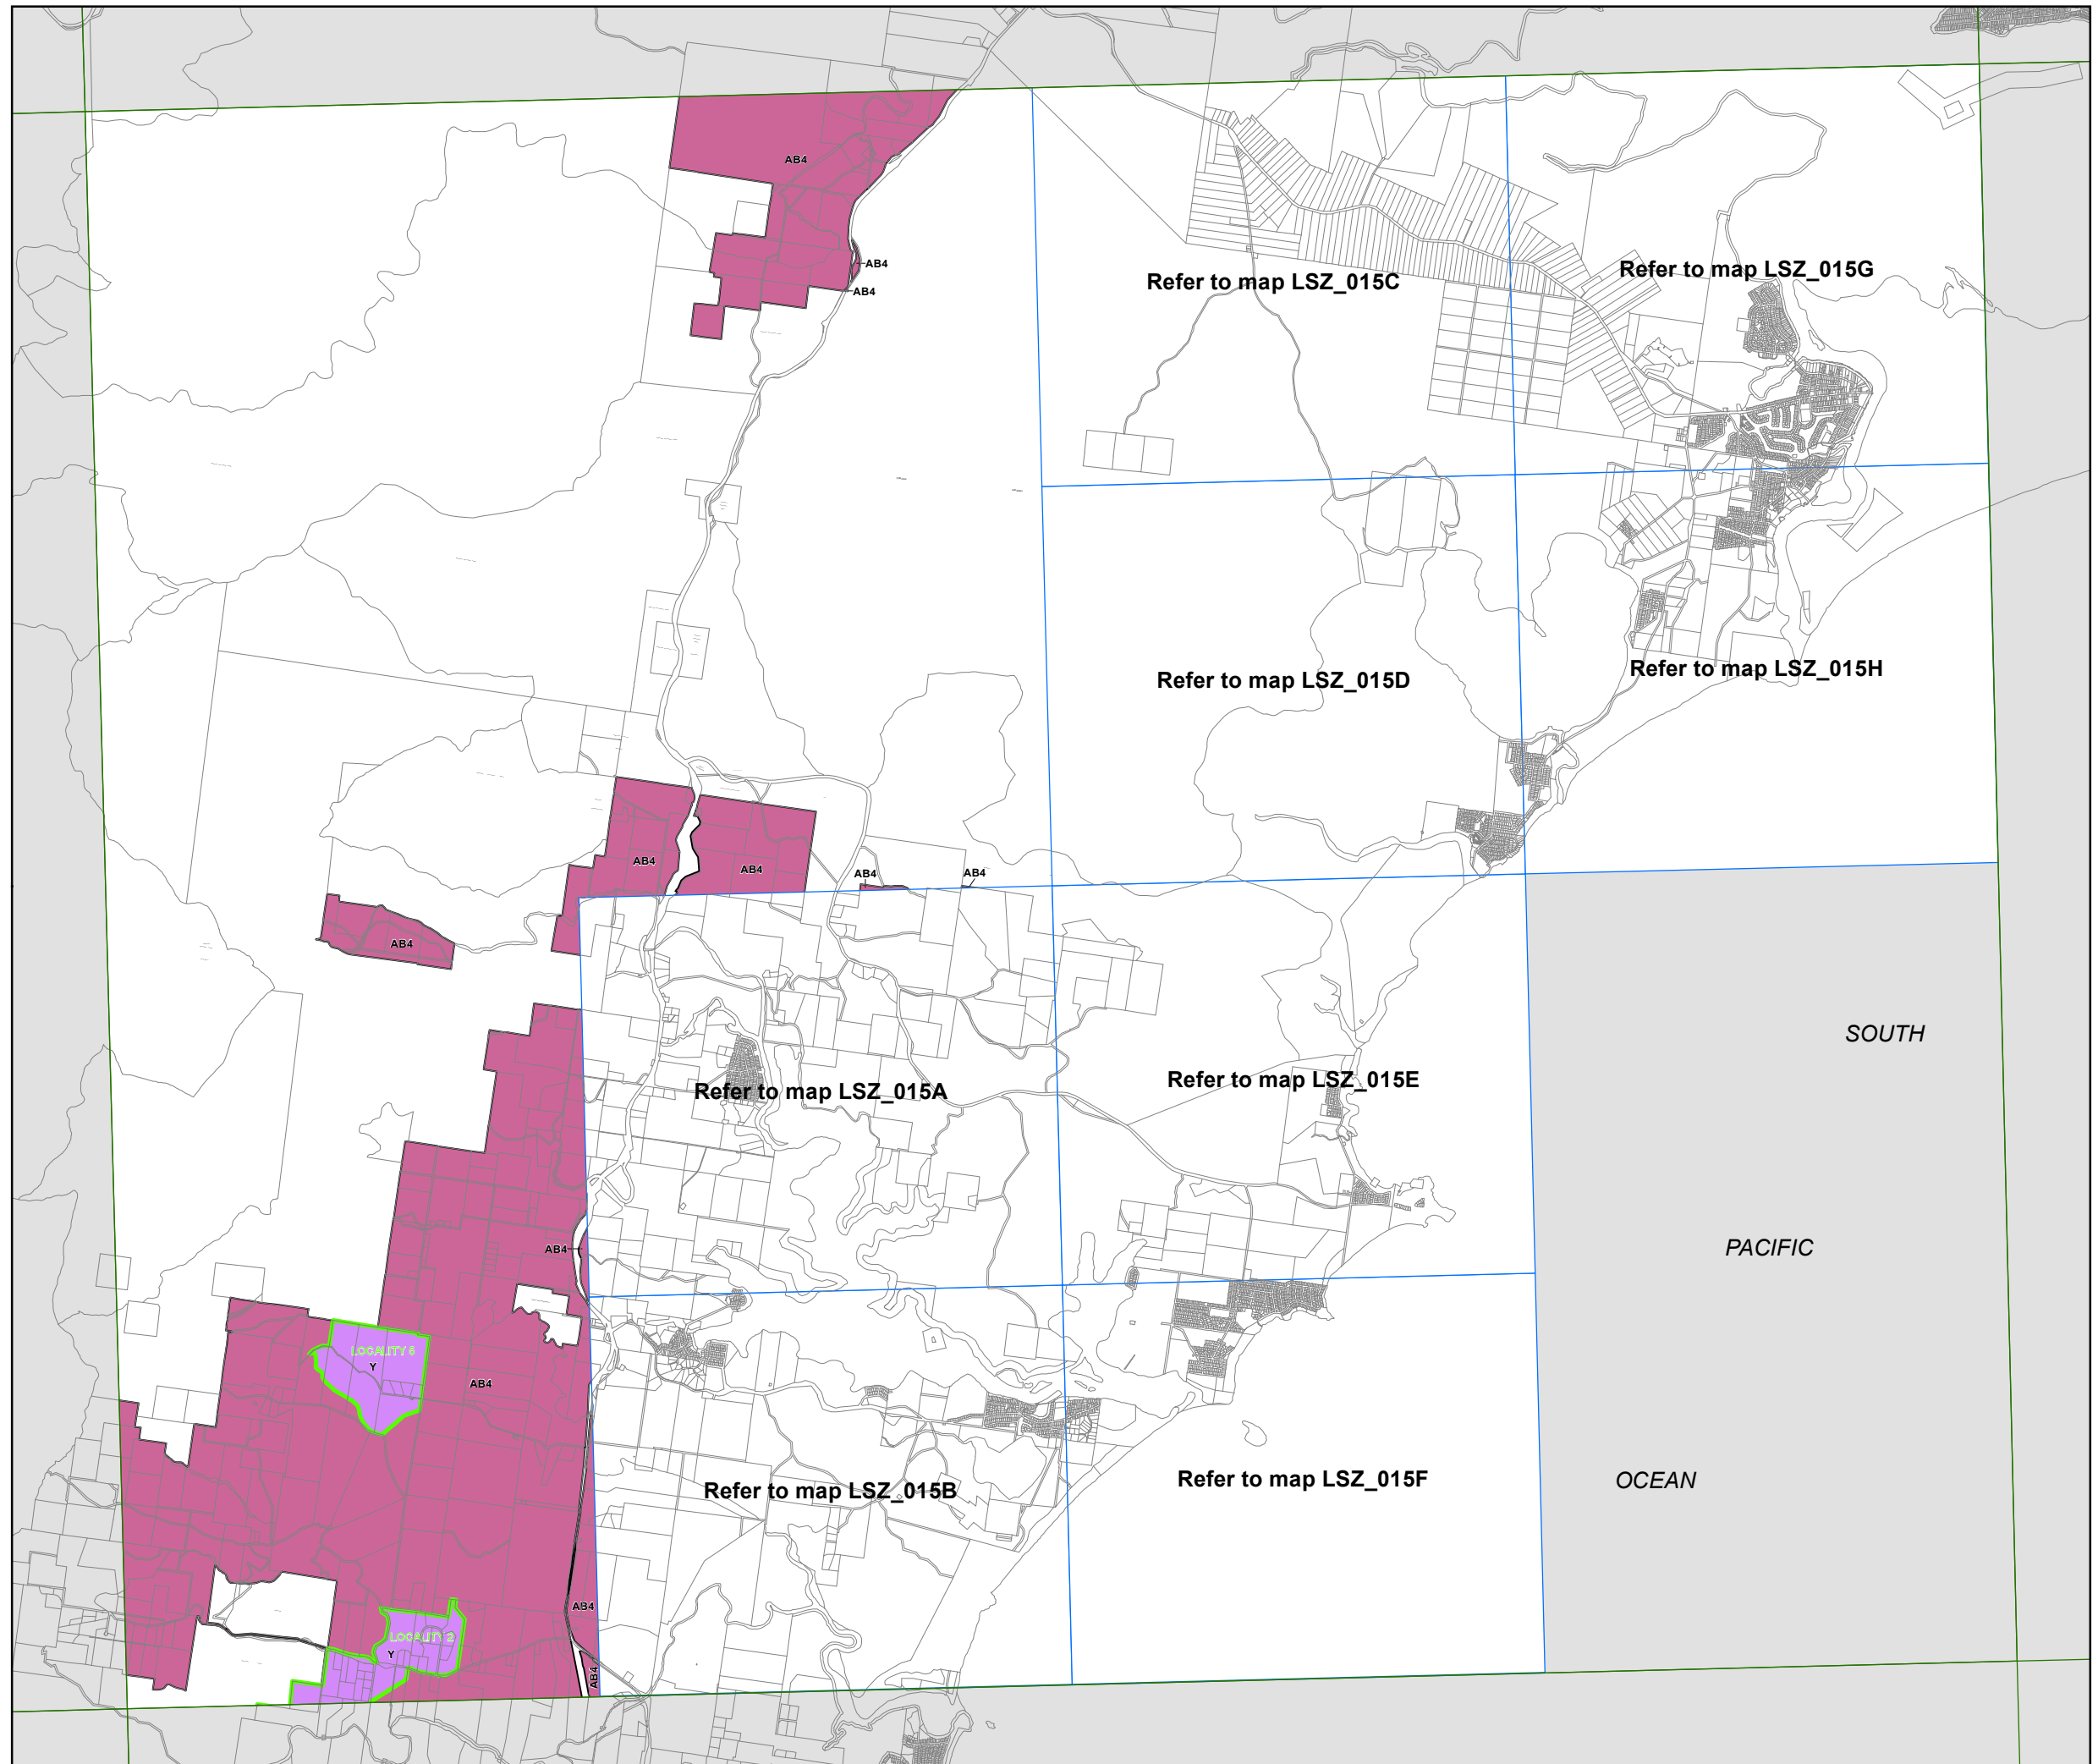 AB4
AB4
AB4
Refer to map LSZ_015C
Refer to map LSZ_015G
Refer to map LSZ_015D
Refer to map LSZ_015H
AB4
AB4
AB4
AB4
AB4
SOUTH
Refer to map LSZ_015A
Refer to map LSZ_015E
AB4
PACIFIC
LOCALITY 6
Y
AB4
Refer to map LSZ_015B
Refer to map LSZ_015F
OCEAN
AB4
LOCALITY 2
Y
AB4